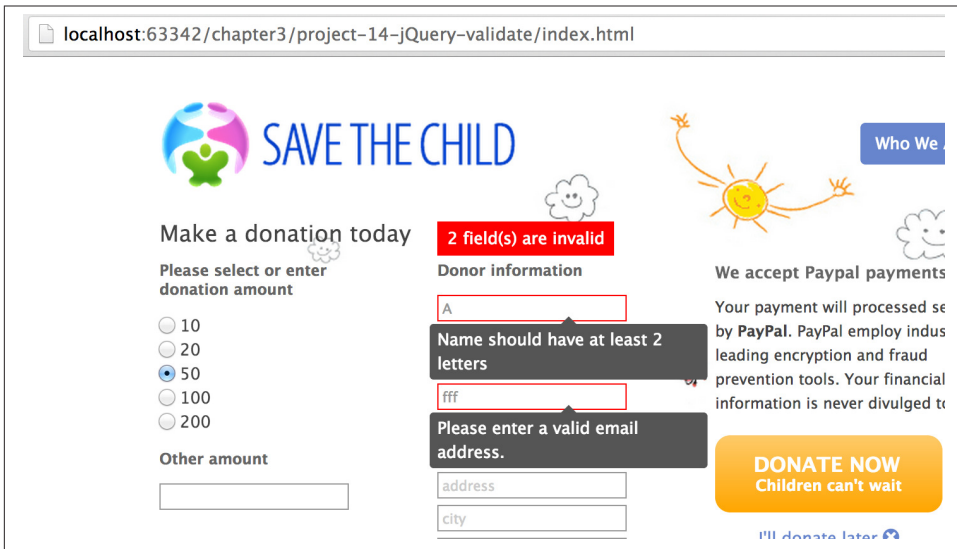 localhost:63342/chapter3/project-14-jQuery-validate/index.html
SAVE THE CHILD
Who We
Make a donation today
2 field(s) are invalid
Please select or enter
donation amount
10
20
50
100
200
Other amount
Donor information
A
Name should have at least 2
letters
fff
Please enter a valid email
address.
address
city
We accept Paypal payments
Your payment will processed se
by PayPal. PayPal employ indus
leading encryption and fraud
prevention tools. Your financial
information is never divulged to
DONATE NOW
Children can't wait
I'll donate later